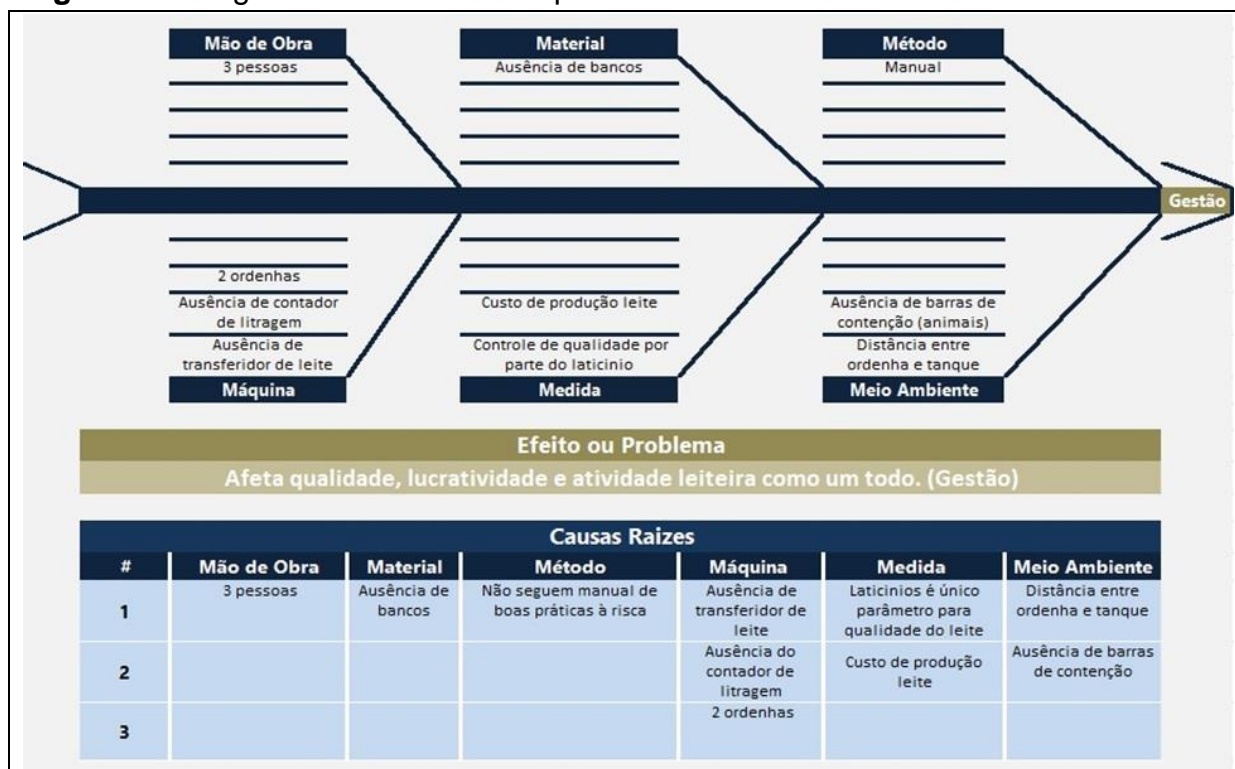 Mão de Obra
Material
Método
3 pessoas
Ausência de bancos
Manual
Gestão
2 ordenhas
Ausência de contador
de litragem
Ausência de
transferidor de leite
Máquina
Custo de produção leite
Controle de qualidade por
parte do laticinio
Medida
Ausência de barras de
contenção (animais)
Distância entre
ordenha e tanque
Meio Ambiente
Efeito ou Problema
Afeta qualidade, lucratividade e atividade leiteira como um todo. (Gestão)
Causas Raizes
#
Mão de Obra
Material
Método
Máquina
Medida
Meio Ambiente
1
3 pessoas
Ausência de
bancos
Não seguem manual de
boas práticas à risca
Ausência de
transferidor de
leite
Laticinios é único
parâmetro para
qualidade do leite
Distância entre
ordenha e tanque
2
Ausência do
contador de
litragem
Custo de produção
leite
Ausência de barras
de contenção
3
2 ordenhas